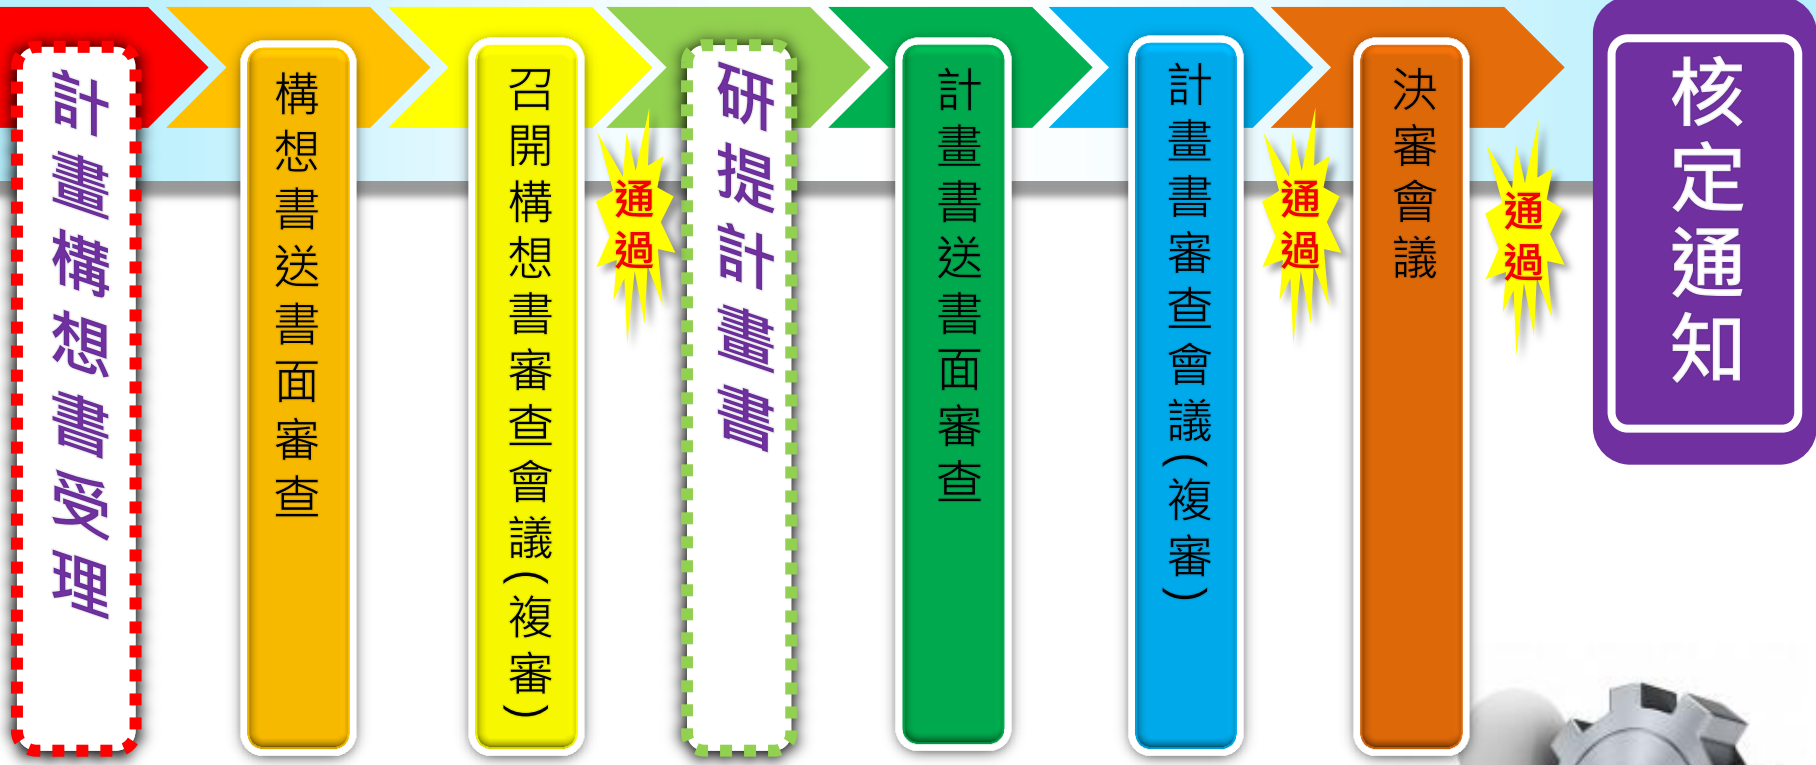 計畫構想書受理
構想書送書面審查
召開構想書審查會議(複審)
通過
研提計畫書
計畫書送書面審查
計畫書審查會議(複審)
通過
決審會議
通過
核定通知